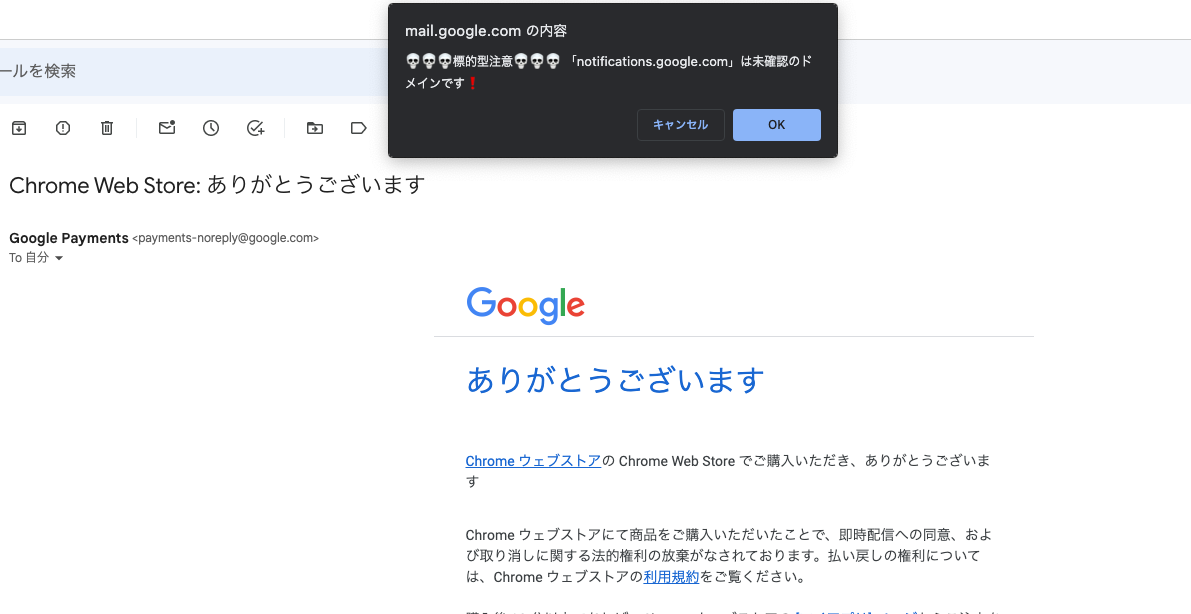 mail.google.com の内容
💀💀💀標的型注意💀💀💀 「notifications.google.com」は未確認のド
メインです❗
キャンセル
OK
ールを検索
Chrome Web Store: ありがとうございます
Google Payments <payments-noreply@google.com>
To 自分
Google
ありがとうございます
Chrome ウェブストアの Chrome Web Store でご購入いただき、ありがとうございま
す
Chrome ウェブストアにて商品をご購入いただいたことで、即時配信への同意、およ
び取り消しに関する法的権利の放棄がなされております。払い戻しの権利について
は、Chrome ウェブストアの利用規約をご覧ください。